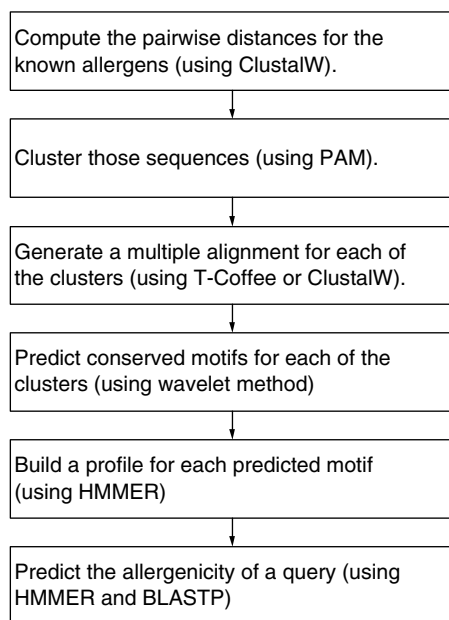 Compute the pairwise distances for the
known allergens (using ClustalW).
Cluster those sequences (using PAM).
Generate a multiple alignment for each of
the clusters (using T-Coffee or ClustalW).
Predict conserved motifs for each of the
clusters (using wavelet method)
Build a profile for each predicted motif
(using HMMER)
Predict the allergenicity of a query (using
HMMER and BLASTP)